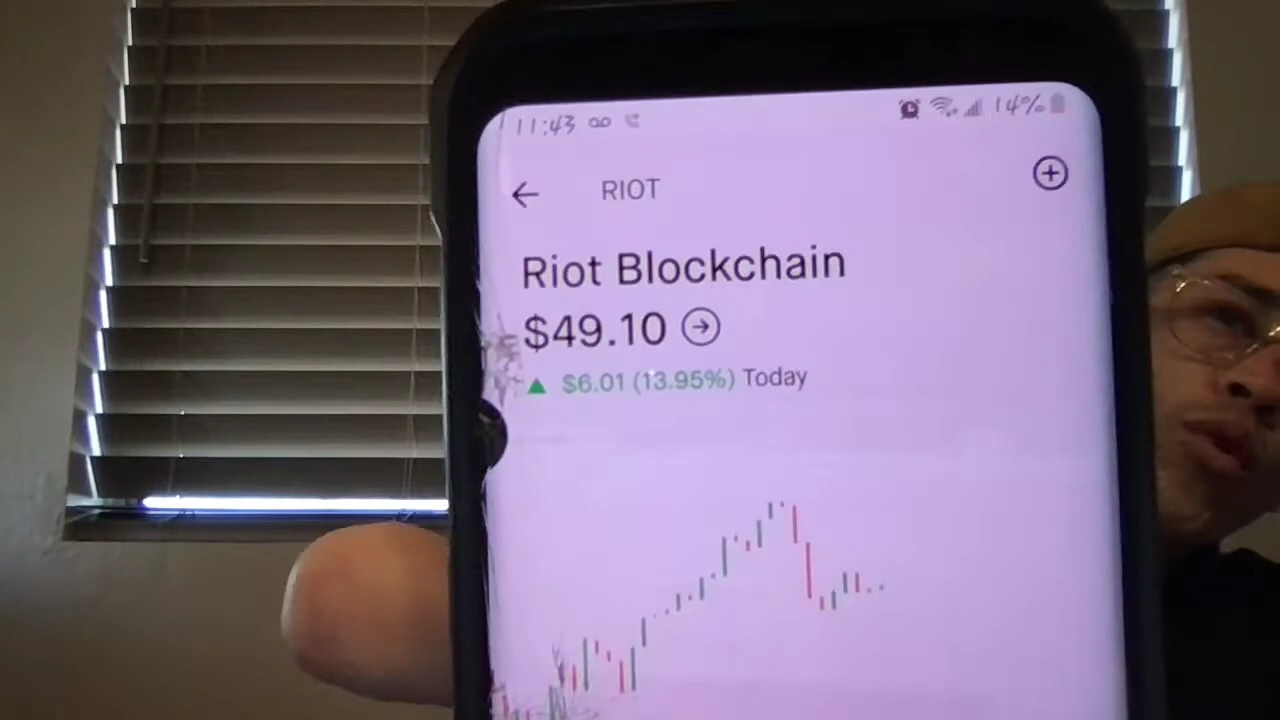 11:43 14%
RIOT
Riot Blockchain
$49.10
$6.01 (13.95%) Today